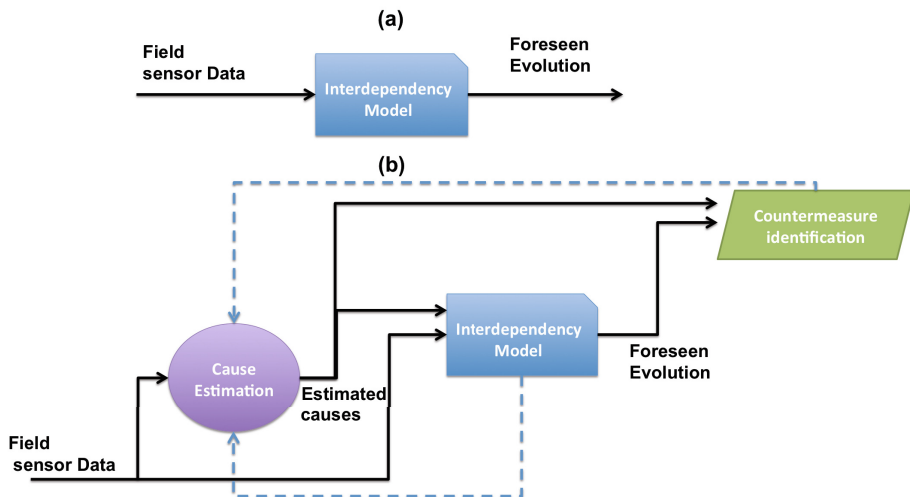 (a)
Field
sensor Data
Interdependency
Model
Foreseen
Evolution
(b)
Countermeasure
identification
Interdependency
Model
Foreseen
Evolution
Cause
Estimation
Estimated
causes
Field
sensor Data